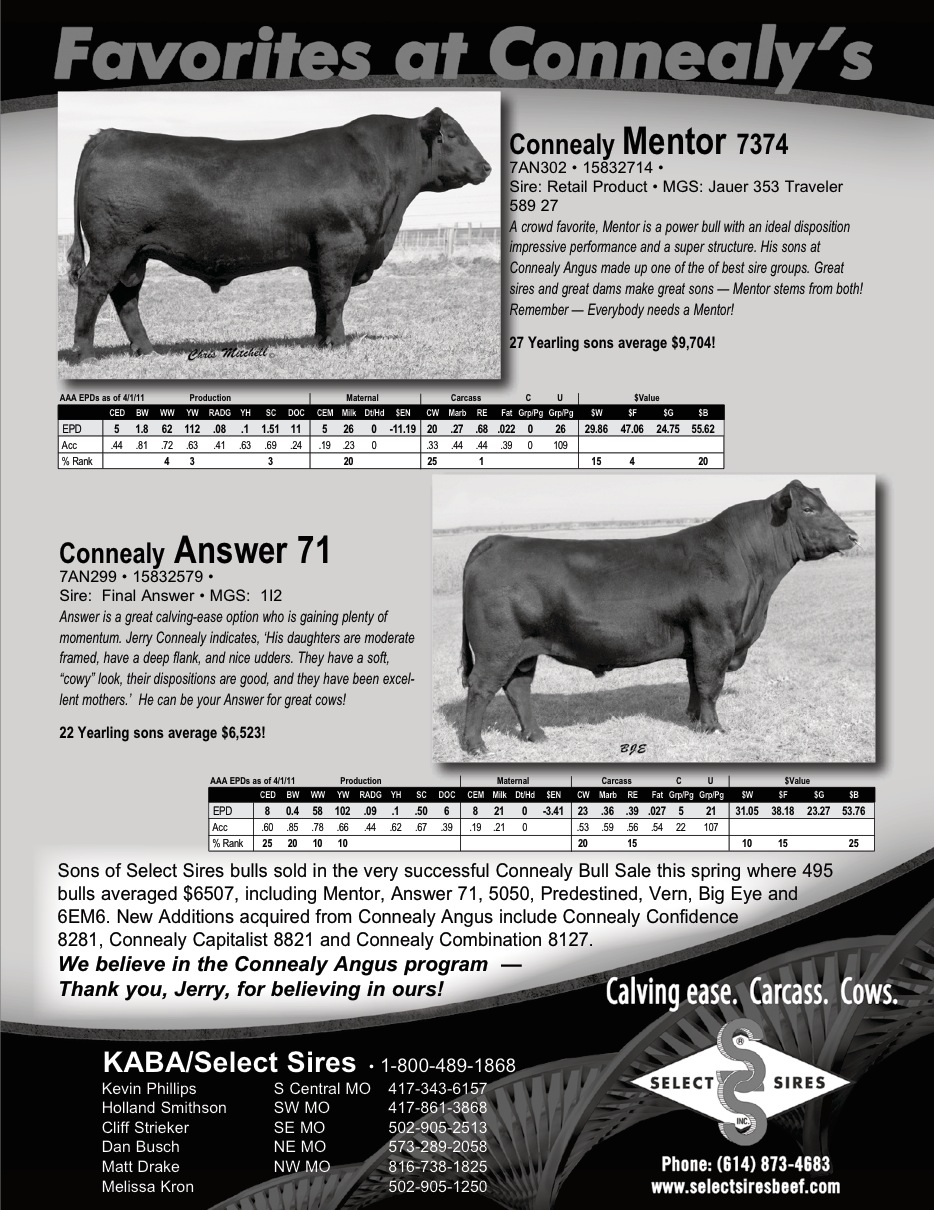 Favorites at Connealy’s
Connealy Mentor 7374
7AN302 • 15832714 •
Sire: Retail Product • MGS: Jauer 353 Traveler
589 27
A crowd favorite, Mentor is a power bull with an ideal disposition
impressive performance and a super structure. His sons at
Connealy Angus made up one of the of best sire groups. Great
sires and great dams make great sons — Mentor stems from both!
Remember — Everybody needs a Mentor!
27 Yearling sons average $9,704!
Chris Mitchell
AAA EPDs as of 4/1/11 Production Maternal Carcass C U $Value
CED BW WW YW RADG YH SC DOC CEM Milk Dt/Hd $EN CW Marb RE Fat Grp/Pg Grp/Pg $W $F $G $B
EPD 5 1.8 62 112 .08 .1 1.51 11 5 26 0 -11.19 20 .27 .68 .022 0 26 29.86 47.06 24.75 55.62
Acc .44 .81 .72 .63 .41 .63 .69 .24 .19 .23 0 .33 .44 .44 .39 0 109
% Rank 4 3 3 20 25 1 15 4 20
Connealy Answer 71
7AN299 • 15832579 •
Sire: Final Answer • MGS: 1I2
Answer is a great calving-ease option who is gaining plenty of
momentum. Jerry Connealy indicates, ‘His daughters are moderate
framed, have a deep flank, and nice udders. They have a soft,
“cowy” look, their dispositions are good, and they have been excel-
lent mothers.’ He can be your Answer for great cows!
22 Yearling sons average $6,523!
BJE
AAA EPDs as of 4/1/11 Production Maternal Carcass C U $Value
CED BW WW YW RADG YH SC DOC CEM Milk Dt/Hd $EN CW Marb RE Fat Grp/Pg Grp/Pg $W $F $G $B
EPD 8 0.4 58 102 .09 .1 .50 6 8 21 0 -3.41 23 .36 .39 .027 5 21 31.05 38.18 23.27 53.76
Acc .60 .85 .78 .66 .44 .62 .67 .39 .19 .21 0 .53 .59 .56 .54 22 107
% Rank 25 20 10 10 20 15 10 15 25
Sons of Select Sires bulls sold in the very successful Connealy Bull Sale this spring where 495
bulls averaged $6507, including Mentor, Answer 71, 5050, Predestined, Vern, Big Eye and
6EM6. New Additions acquired from Connealy Angus include Connealy Confidence
8281, Connealy Capitalist 8821 and Connealy Combination 8127.
We believe in the Connealy Angus program —
Thank you, Jerry, for believing in ours!
Calving ease. Carcass. Cows.
KABA/Select Sires • 1-800-489-1868
Kevin Phillips S Central MO 417-343-6157
Holland Smithson SW MO 417-861-3868
Cliff Strieker SE MO 502-905-2513
Dan Busch NE MO 573-289-2058
Matt Drake NW MO 816-738-1825
Melissa Kron 502-905-1250
®
SELECT SIRES
INC.
Phone: (614) 873-4683
www.selectsiresbeef.com